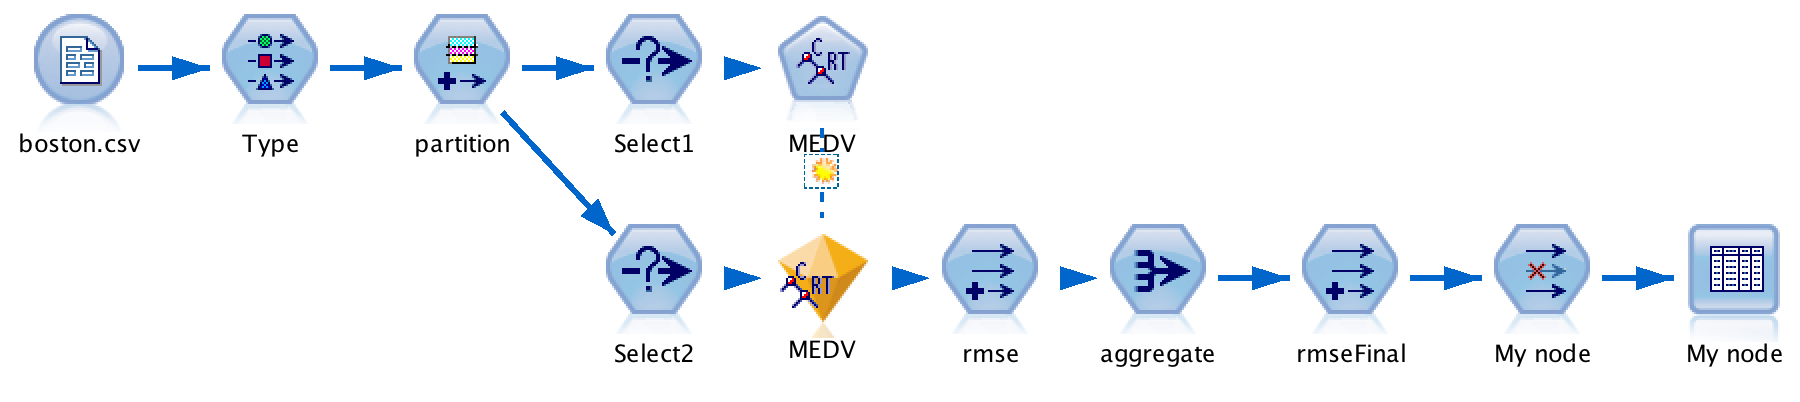 C
RT
boston.csv
Type
partition
Select1
MEDV
C
RT
Select2
MEDV
rmse
aggregate
rmseFinal
My node
My node